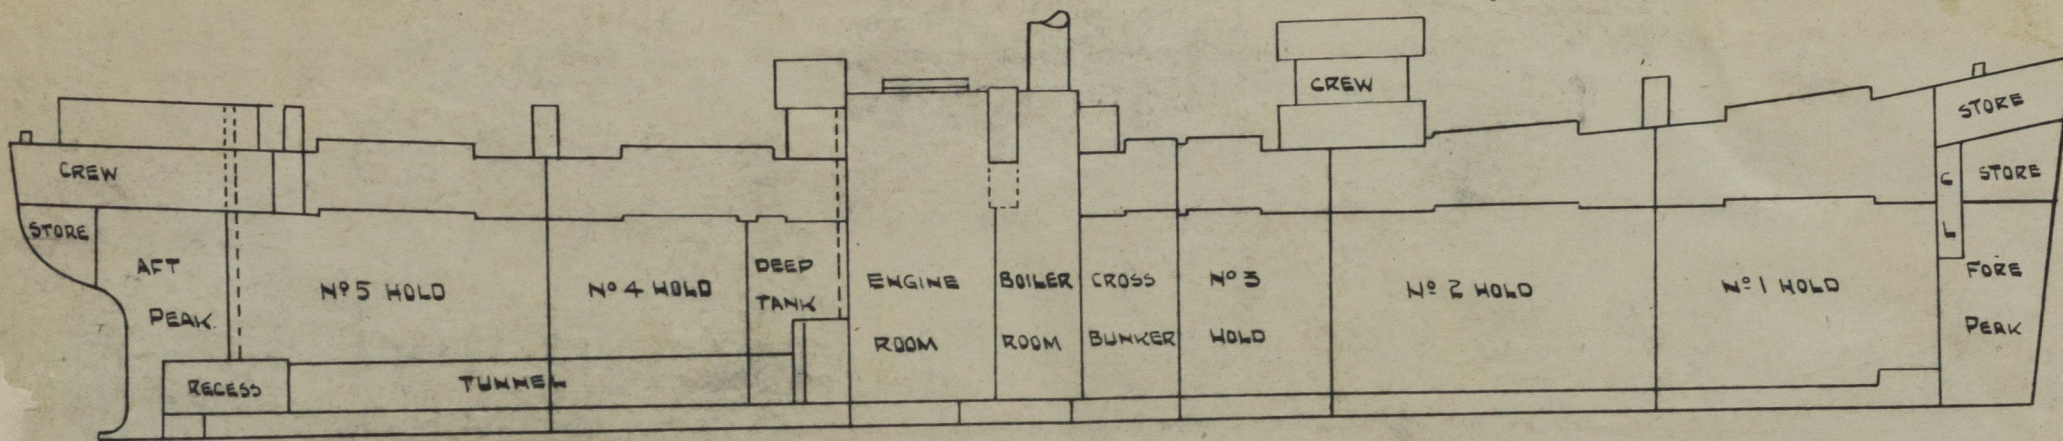 CREW
STORE
CREW
STORE
C
L
STORE
AFT
PEAK
Nº 5 HOLD
Nº 4 HOLD
DEEP
TANK
ENGINE
ROOM
BOILER
ROOM
CROSS
BUNKER
Nº 3
HOLD
Nº 2 HOLD
Nº 1 HOLD
FORE
PEAK
RECESS
TUNNEL